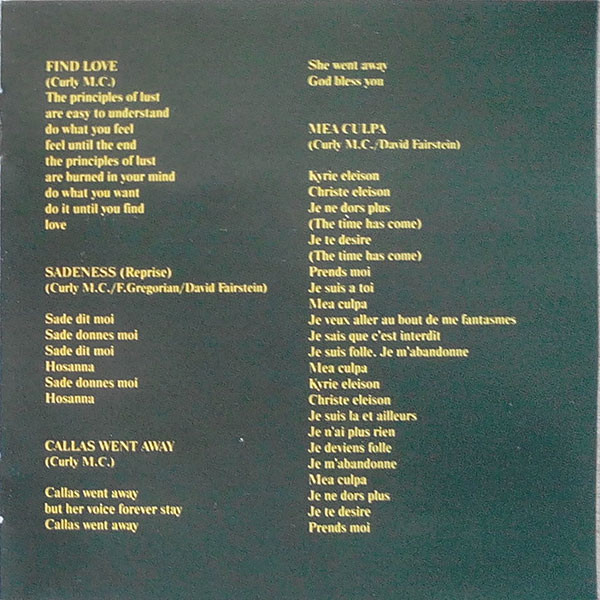 FIND LOVE
(Curly M.C.)
The principles of lust
are easy to understand
do what you feel
feel until the end
the principles of lust
are burned in your mind
do what you want
do it until you find
love
SADENESS (Reprise)
(Curly M.C./F.Gregorian/David Fairstein)
Sade dit moi
Sade donnes moi
Sade dit moi
Hosanna
Sade donnes moi
Hosanna
CALLAS WENT AWAY
(Curly M.C.)
Callas went away
but her voice forever stay
Callas went away
She went away
God bless you
MEA CULPA
(Curly M.C./David Fairstein)
Kyrie eleison
Christe eleison
Je ne dors plus
(The time has come)
Je te desire
(The time has come)
Prends moi
Je suis a toi
Mea culpa
Je veux aller au bout de me fantasmes
Je sais que c'est interdit
Je suis folle. Je m'abandonne
Mea culpa
Kyrie eleison
Christe eleison
Je suis la et ailleurs
Je n'ai plus rien
Je deviens folle
Je m'abandonne
Mea culpa
Je ne dors plus
Je te desire
Prends moi